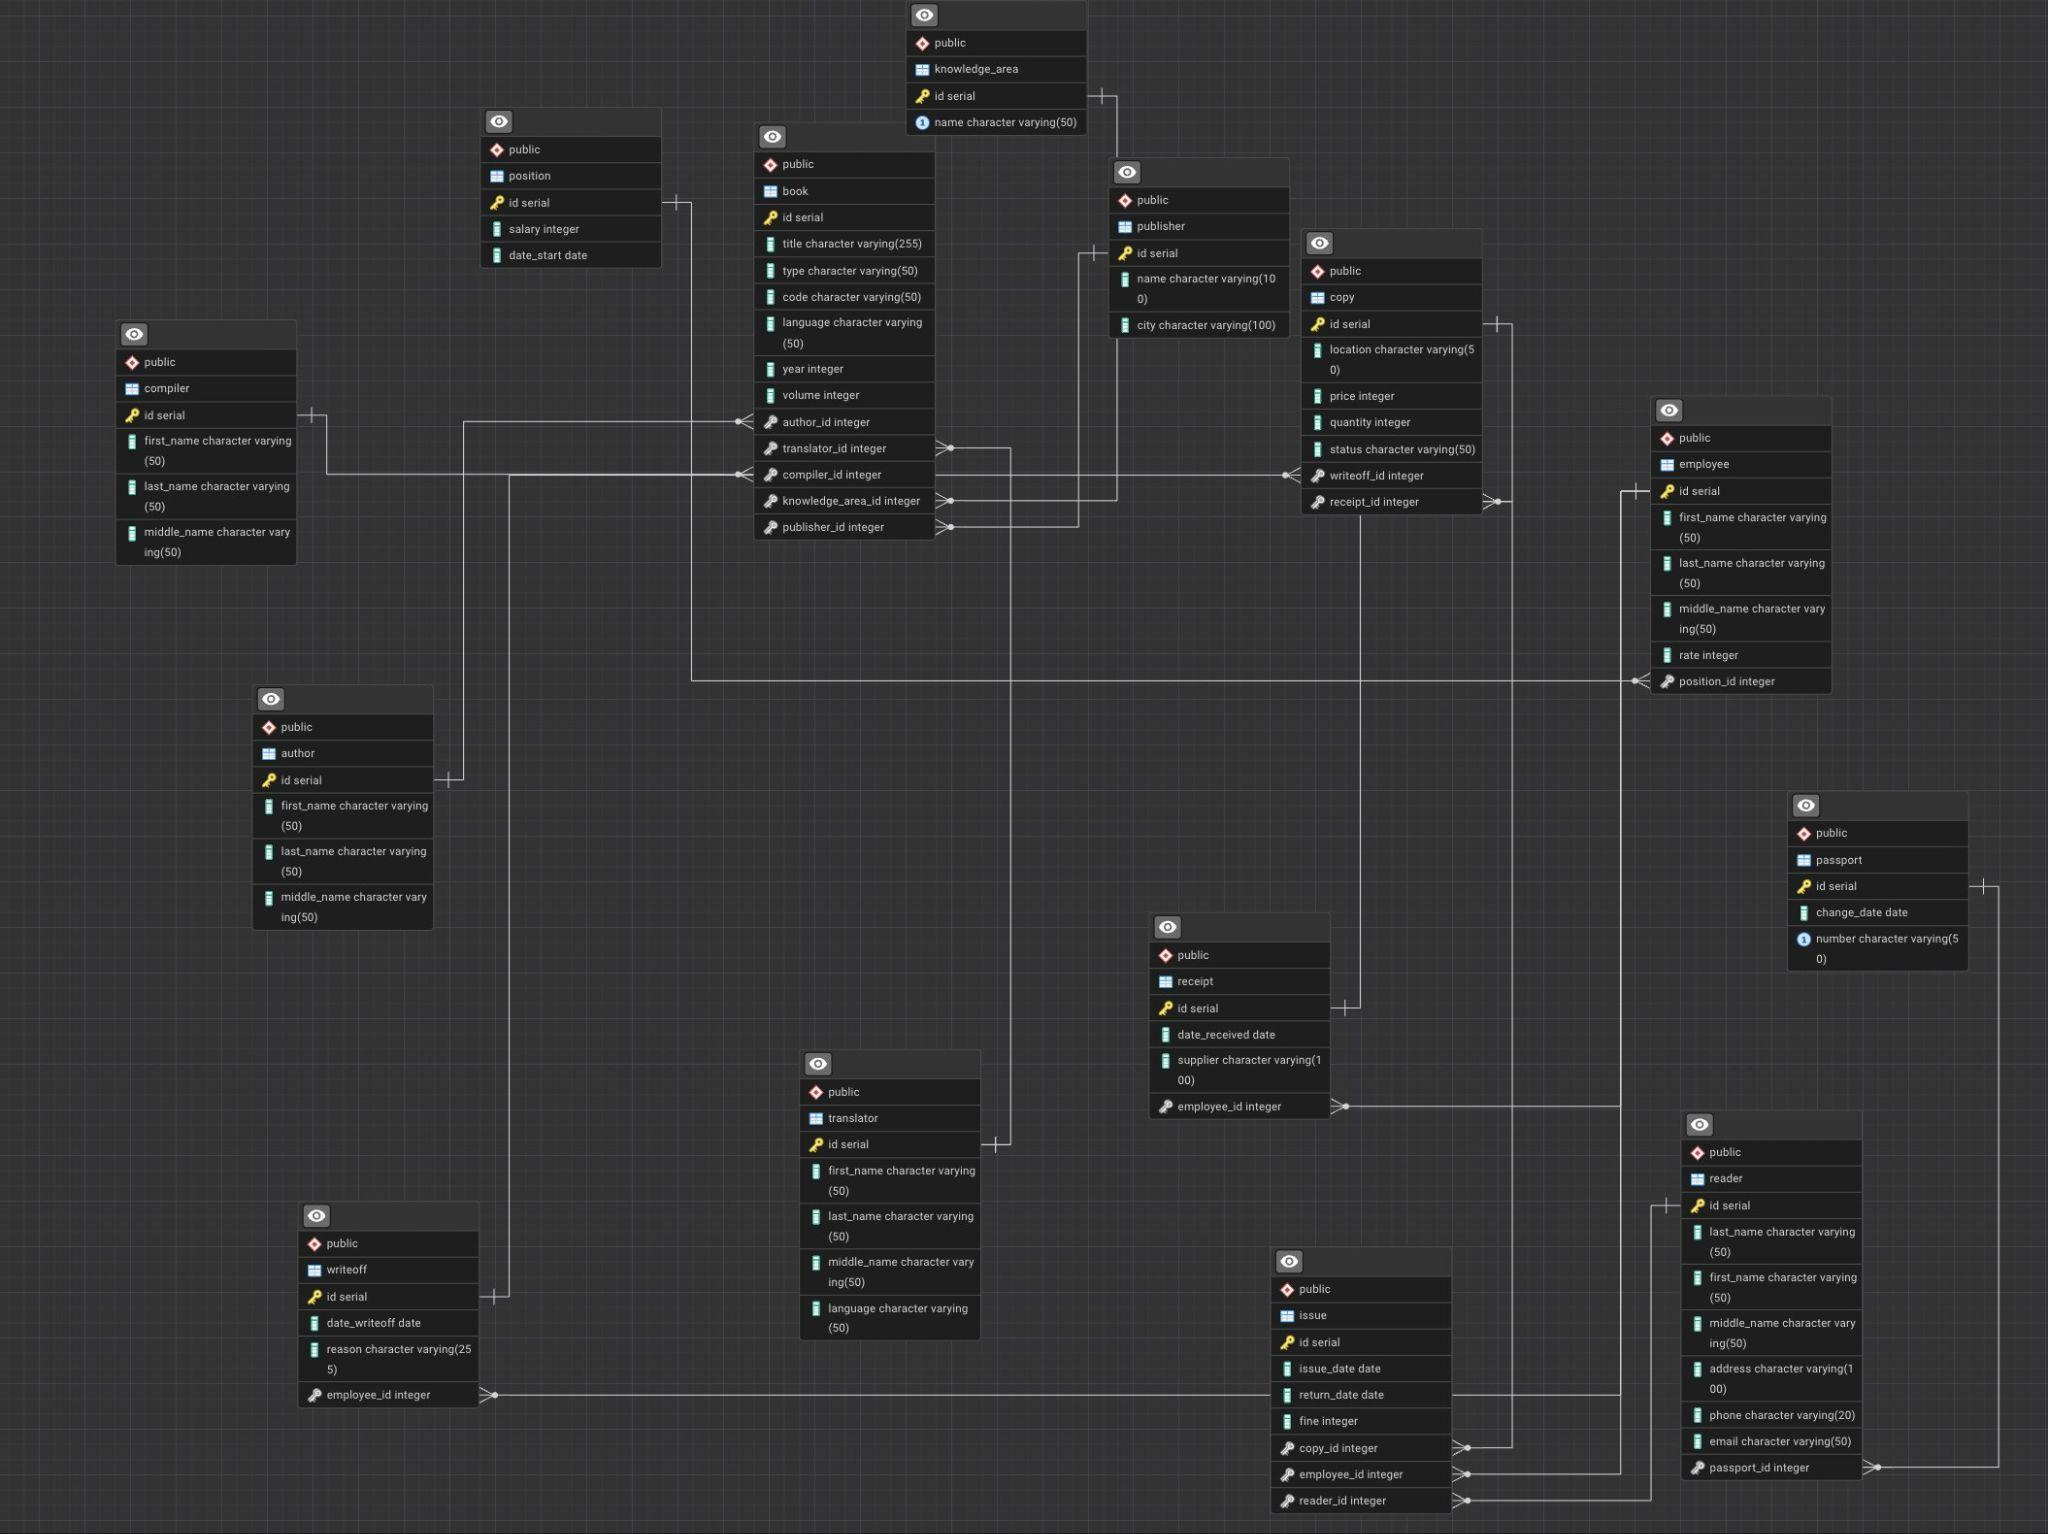 public
knowledge_area
id serial
name character varying(50)
public
position
id serial
salary integer
date_start date
public
book
id serial
title character varying(255)
type character varying(50)
code character varying(50)
language character varying
(50)
year integer
volume integer
author_id integer
translator_id integer
compiler_id integer
knowledge_area_id integer
publisher_id integer
public
publisher
id serial
name character varying(10
0)
city character varying(100)
public
copy
id serial
location character varying(5
0)
price integer
quantity integer
status character varying(50)
writeoff_id integer
receipt_id integer
public
compiler
id serial
first_name character varying
(50)
last_name character varying
(50)
middle_name character vary
ing(50)
public
employee
id serial
first_name character varying
(50)
last_name character varying
(50)
middle_name character vary
ing(50)
rate integer
position_id integer
public
author
id serial
first_name character varying
(50)
last_name character varying
(50)
middle_name character vary
ing(50)
public
passport
id serial
change_date date
number character varying(5
0)
public
receipt
id serial
date_received date
supplier character varying(1
00)
employee_id integer
public
translator
id serial
first_name character varying
(50)
last_name character varying
(50)
middle_name character vary
ing(50)
language character varying
(50)
public
reader
id serial
last_name character varying
(50)
first_name character varying
(50)
middle_name character vary
ing(50)
address character varying(1
00)
phone character varying(20)
email character varying(50)
passport_id integer
public
writeoff
id serial
date_writeoff date
reason character varying(25
5)
employee_id integer
public
issue
id serial
issue_date date
return_date date
fine integer
copy_id integer
employee_id integer
reader_id integer